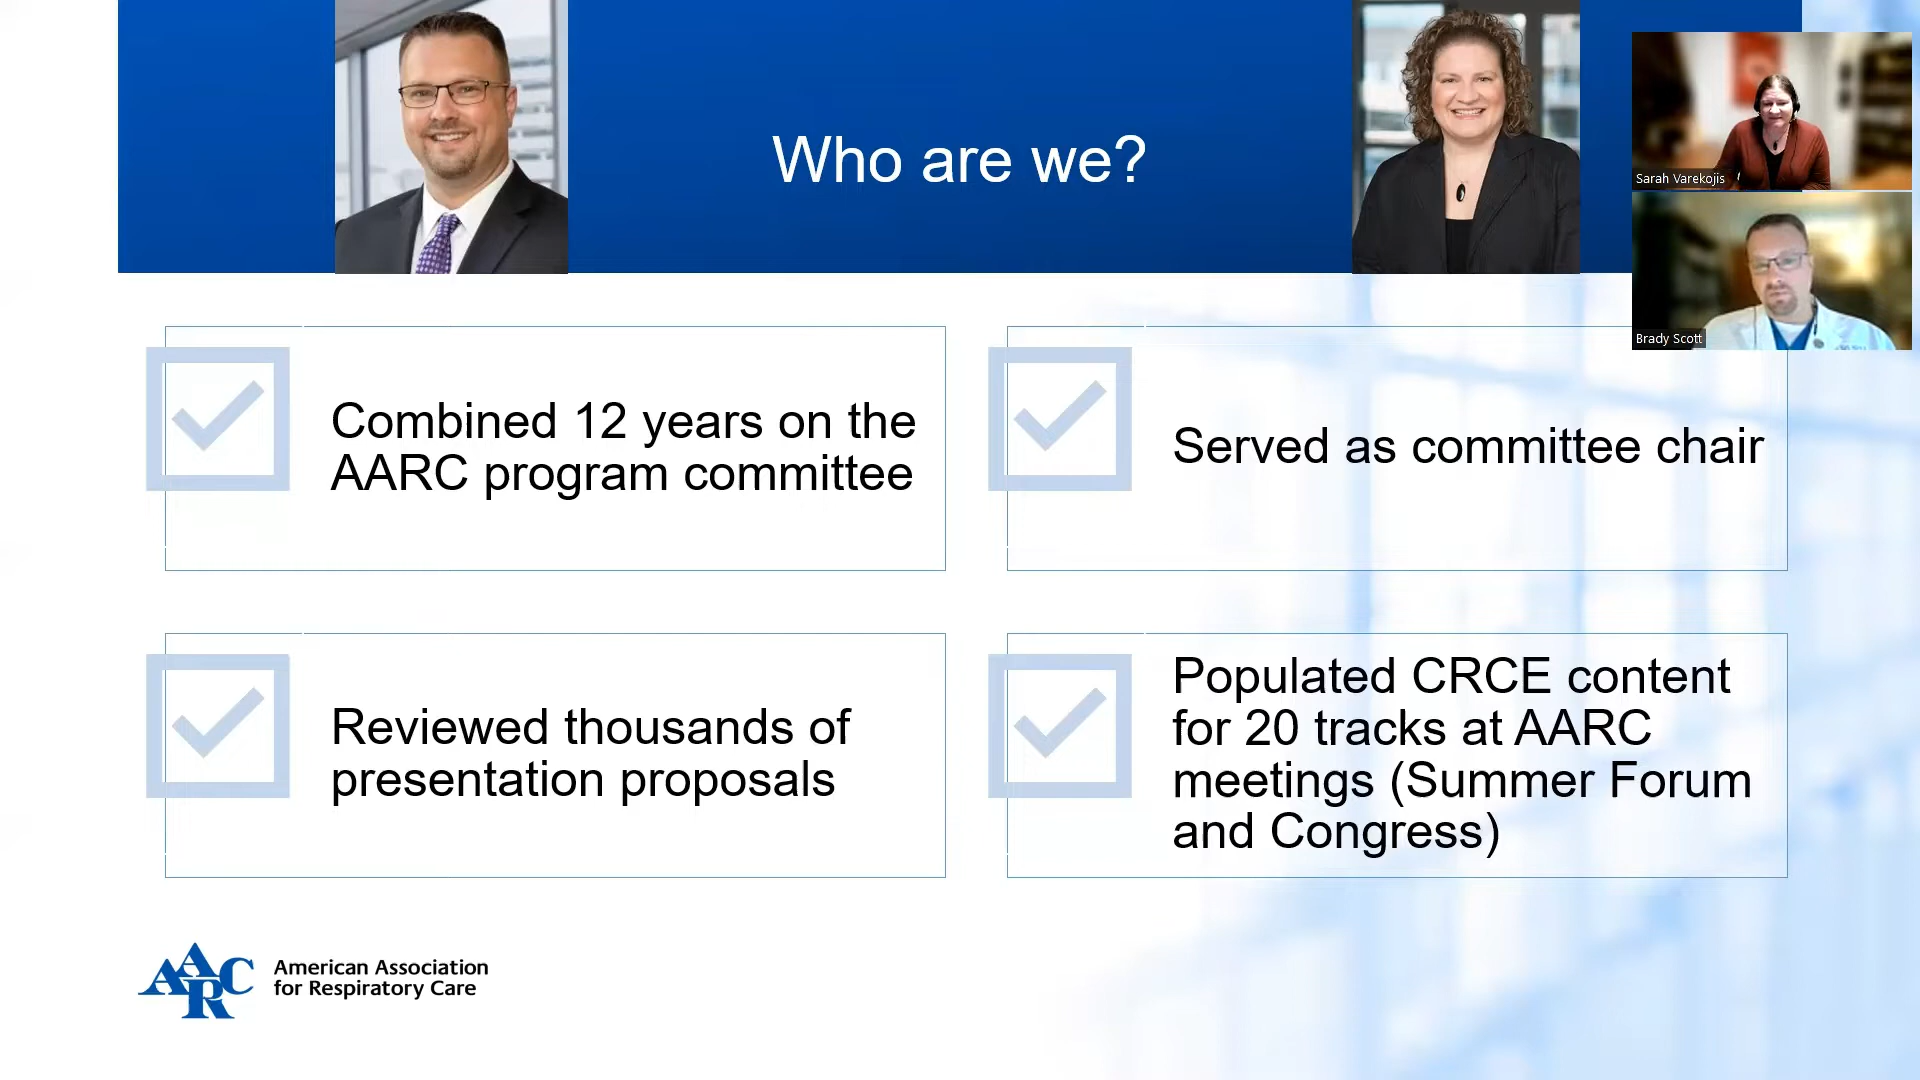 Who are we?
Sarah Varekojis
Brady Scott
Combined 12 years on the
AARC program committee
Served as committee chair
Reviewed thousands of
presentation proposals
Populated CRCE content
for 20 tracks at AARC
meetings (Summer Forum
and Congress)
AARC
American Association
for Respiratory Care